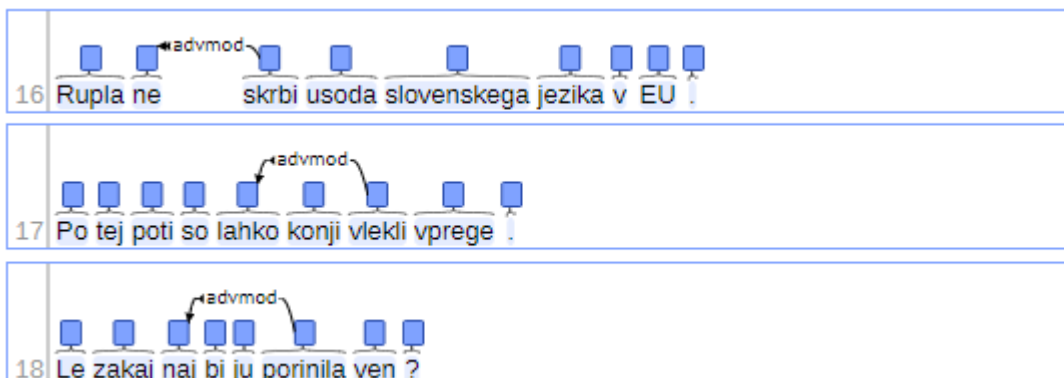 advmod
16 Rupla ne skrbi usoda slovenskega jezika v EU .
advmod
17 Po tej poti so lahko konji vlekli vprege .
advmod
18 Le zakaj naj bi ju porinila ven ?